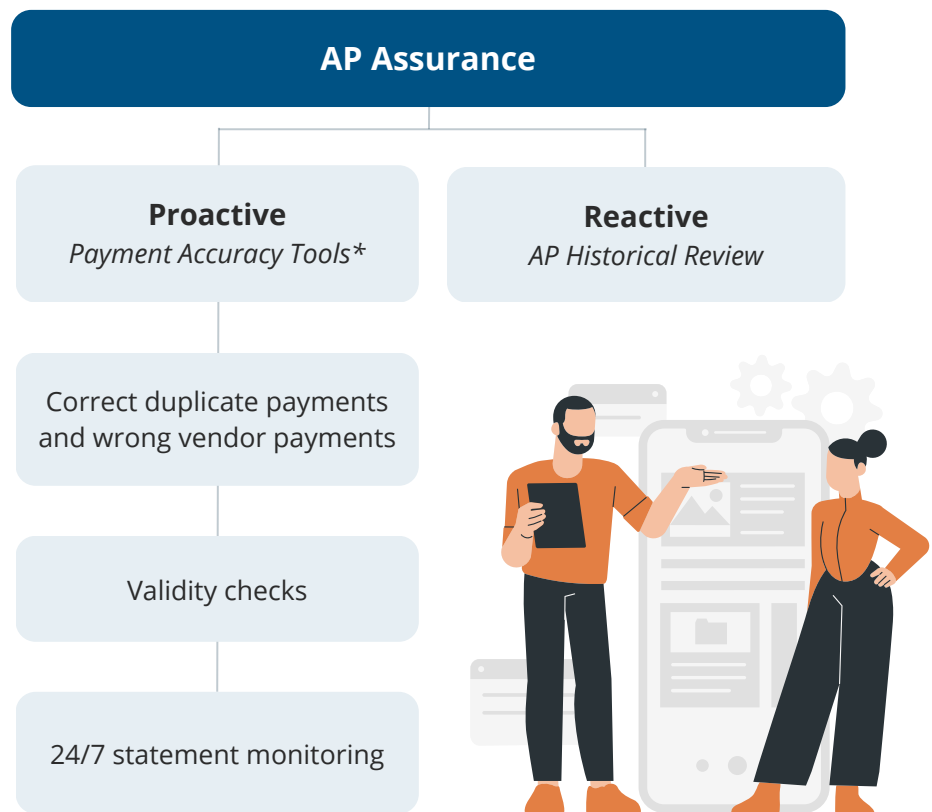 AP Assurance
Proactive
Payment Accuracy Tools*
Reactive
AP Historical Review
Correct duplicate payments
and wrong vendor payments
Validity checks
24/7 statement monitoring